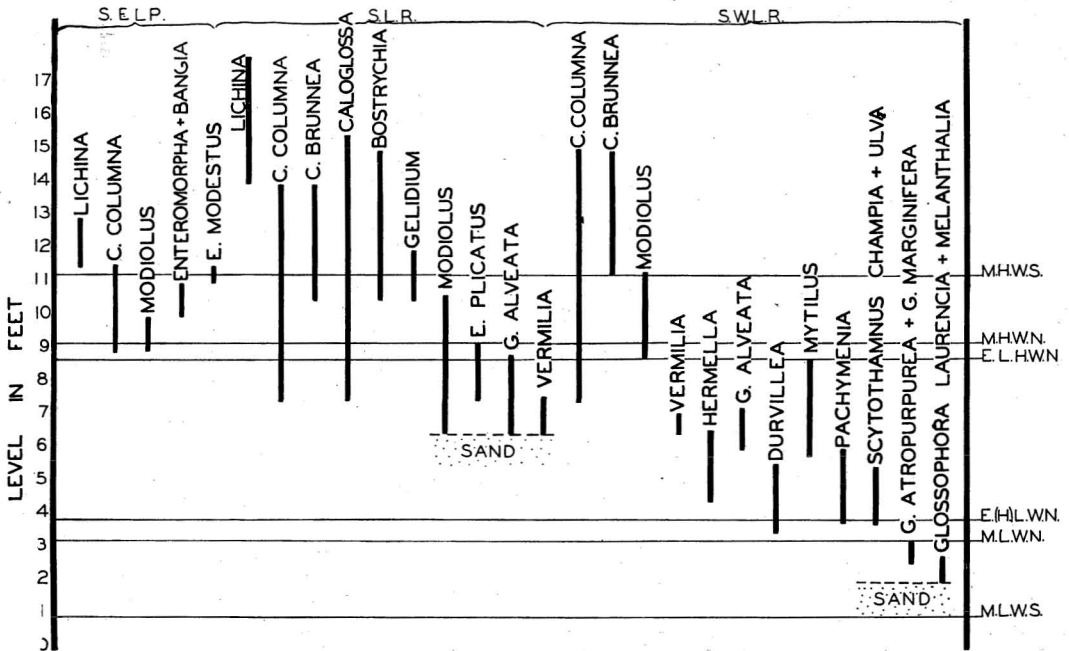 S. E L P.
S.L.R.
S.W.L.R.
LEVEL IN FEET
17
16
15
14
13
12
11
10
9
8
7
6
5
4
3
2
1
0
LICHINA
C. COLUMNA
MODIOLUS
ENTEROMORPHA + BANGIA
E. MODESTUS
LICHINA
C. COLUMNA
C. BRUNNEA
CALOGLOSSA
BOSTRYCHIA
GELIDIUM
MODIOLUS
E. PLICATUS
G. ALVEATA
VERMILIA
SAND
C. COLUMNA
C. BRUNNEA
MODIOLUS
VERMILIA
HERMELLA
G. ALVEATA
DURVILLEA
MYTILUS
PACHYMENIA
SCYTOTHAMNUS CHAMPIA + ULVA
G. ATROPURPUREA + G. MARGINIFERA
GLOSSOPHORA LAURENCIA + MELANTHALIA
SAND
M.H.W.S.
M.H.W.N.
E. L.H.W.N
E.(H)L.W.N.
M.L.W.N.
M.L.W.S.